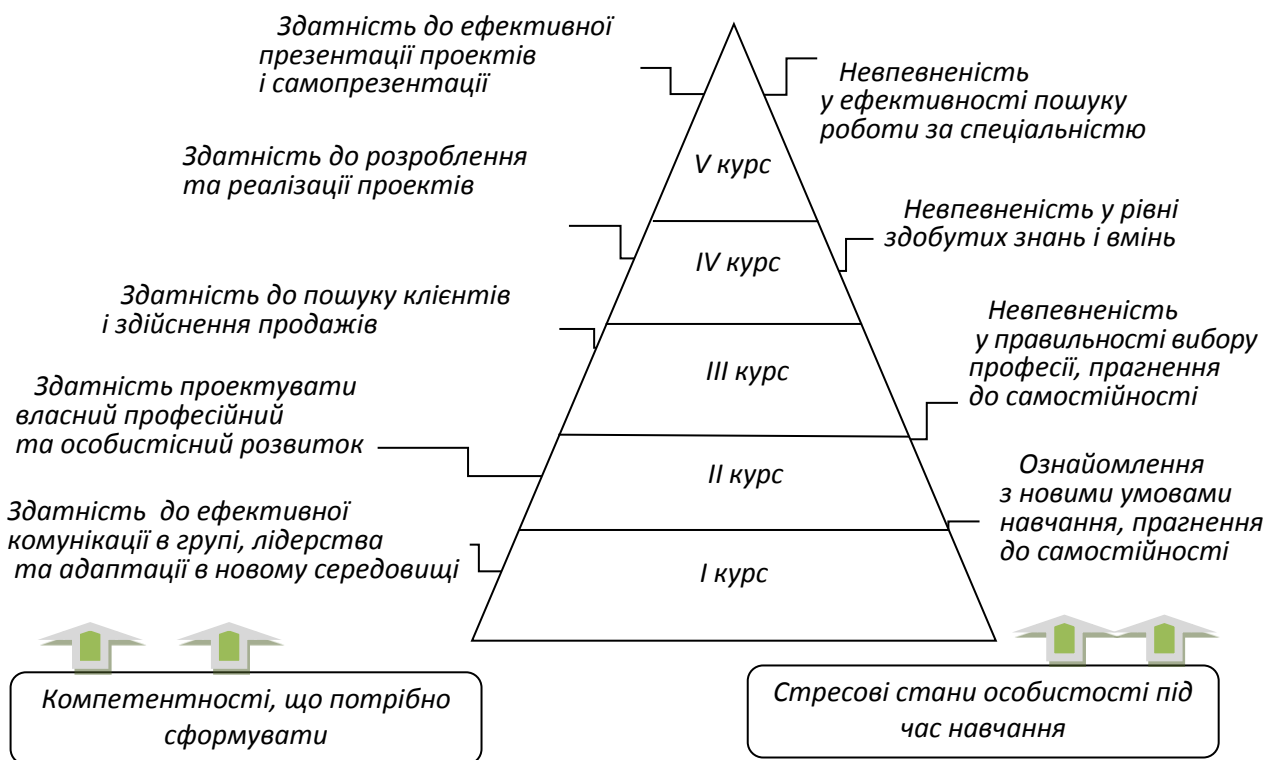 Здатність до ефективної
презентації проектів
і самопрезентації
Невпевненість
у ефективності пошуку
роботи за спеціальністю
V курс
Здатність до розроблення
та реалізації проектів
Невпевненість у рівні
здобутих знань і вмінь
IV курс
Здатність до пошуку клієнтів
і здійснення продажів
Невпевненість
у правильності вибору
професії, прагнення
до самостійності
III курс
Здатність проектувати
власний професійний
та особистісний розвиток
II курс
Ознайомлення
з новими умовами
навчання, прагнення
до самостійності
Здатність до ефективної
комунікації в групі, лідерства
та адаптації в новому середовищі
I курс
Компетентності, що потрібно
сформувати
Стресові стани особистості під
час навчання